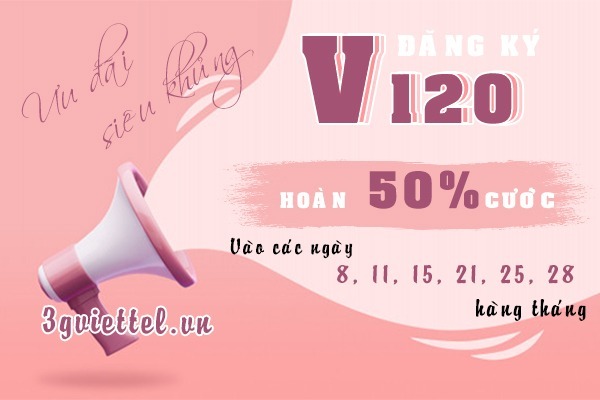 Ưu đãi
siêu khủng
ĐĂNG KÝ
V120
HOÀN 50% CƯỚC
Vào các ngày
8, 11, 15, 21, 25, 28
hàng tháng
3gviettel.vn